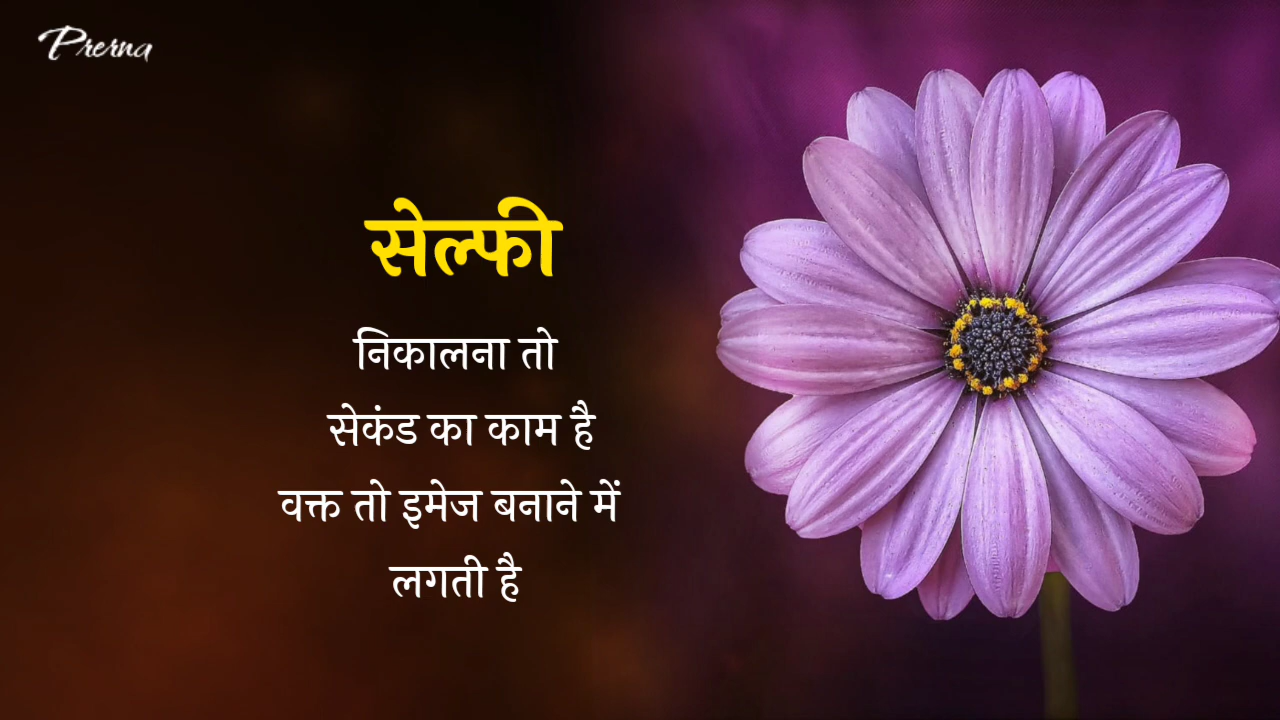 Prerna
सेल्फी
निकालना तो
सेकंड का काम है
वक्त तो इमेज बनाने में
लगती है